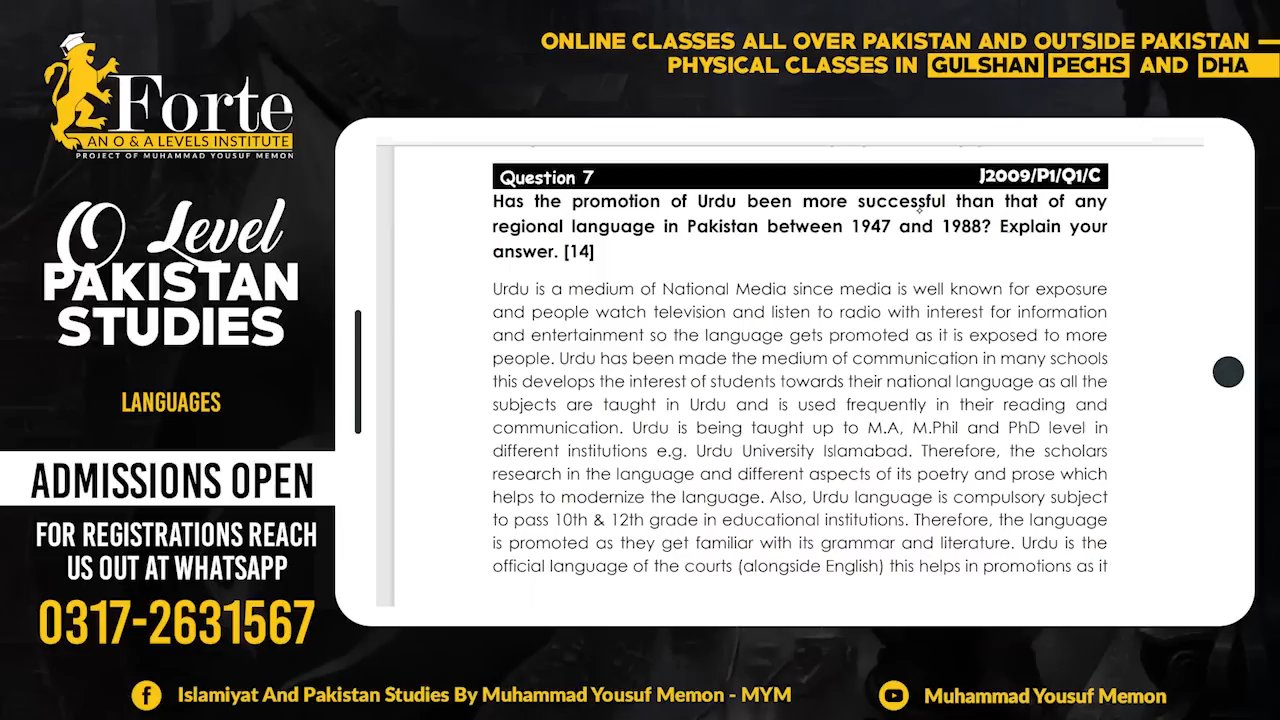 Forte
AN O & A LEVELS INSTITUTE
PROJECT OF MUHAMMAD YOUSUF MEMON
ONLINE CLASSES ALL OVER PAKISTAN AND OUTSIDE PAKISTAN
PHYSICAL CLASSES IN GULSHAN PECHS AND DHA
O Level
PAKISTAN
STUDIES
LANGUAGES
ADMISSIONS OPEN
FOR REGISTRATIONS REACH
US OUT AT WHATSAPP
0317-2631567
Question 7 J2009/P1/Q1/C
Has the promotion of Urdu been more successful than that of any
regional language in Pakistan between 1947 and 1988? Explain your
answer. [14]
Urdu is a medium of National Media since media is well known for exposure
and people watch television and listen to radio with interest for information
and entertainment so the language gets promoted as it is exposed to more
people. Urdu has been made the medium of communication in many schools
this develops the interest of students towards their national language as all the
subjects are taught in Urdu and is used frequently in their reading and
communication. Urdu is being taught up to M.A, M.Phil and PhD level in
different institutions e.g. Urdu University Islamabad. Therefore, the scholars
research in the language and different aspects of its poetry and prose which
helps to modernize the language. Also, Urdu language is compulsory subject
to pass 10th & 12th grade in educational institutions. Therefore, the language
is promoted as they get familiar with its grammar and literature. Urdu is the
official language of the courts (alongside English) this helps in promotions as it
Islamiyat And Pakistan Studies By Muhammad Yousuf Memon - MYM
Muhammad Yousuf Memon